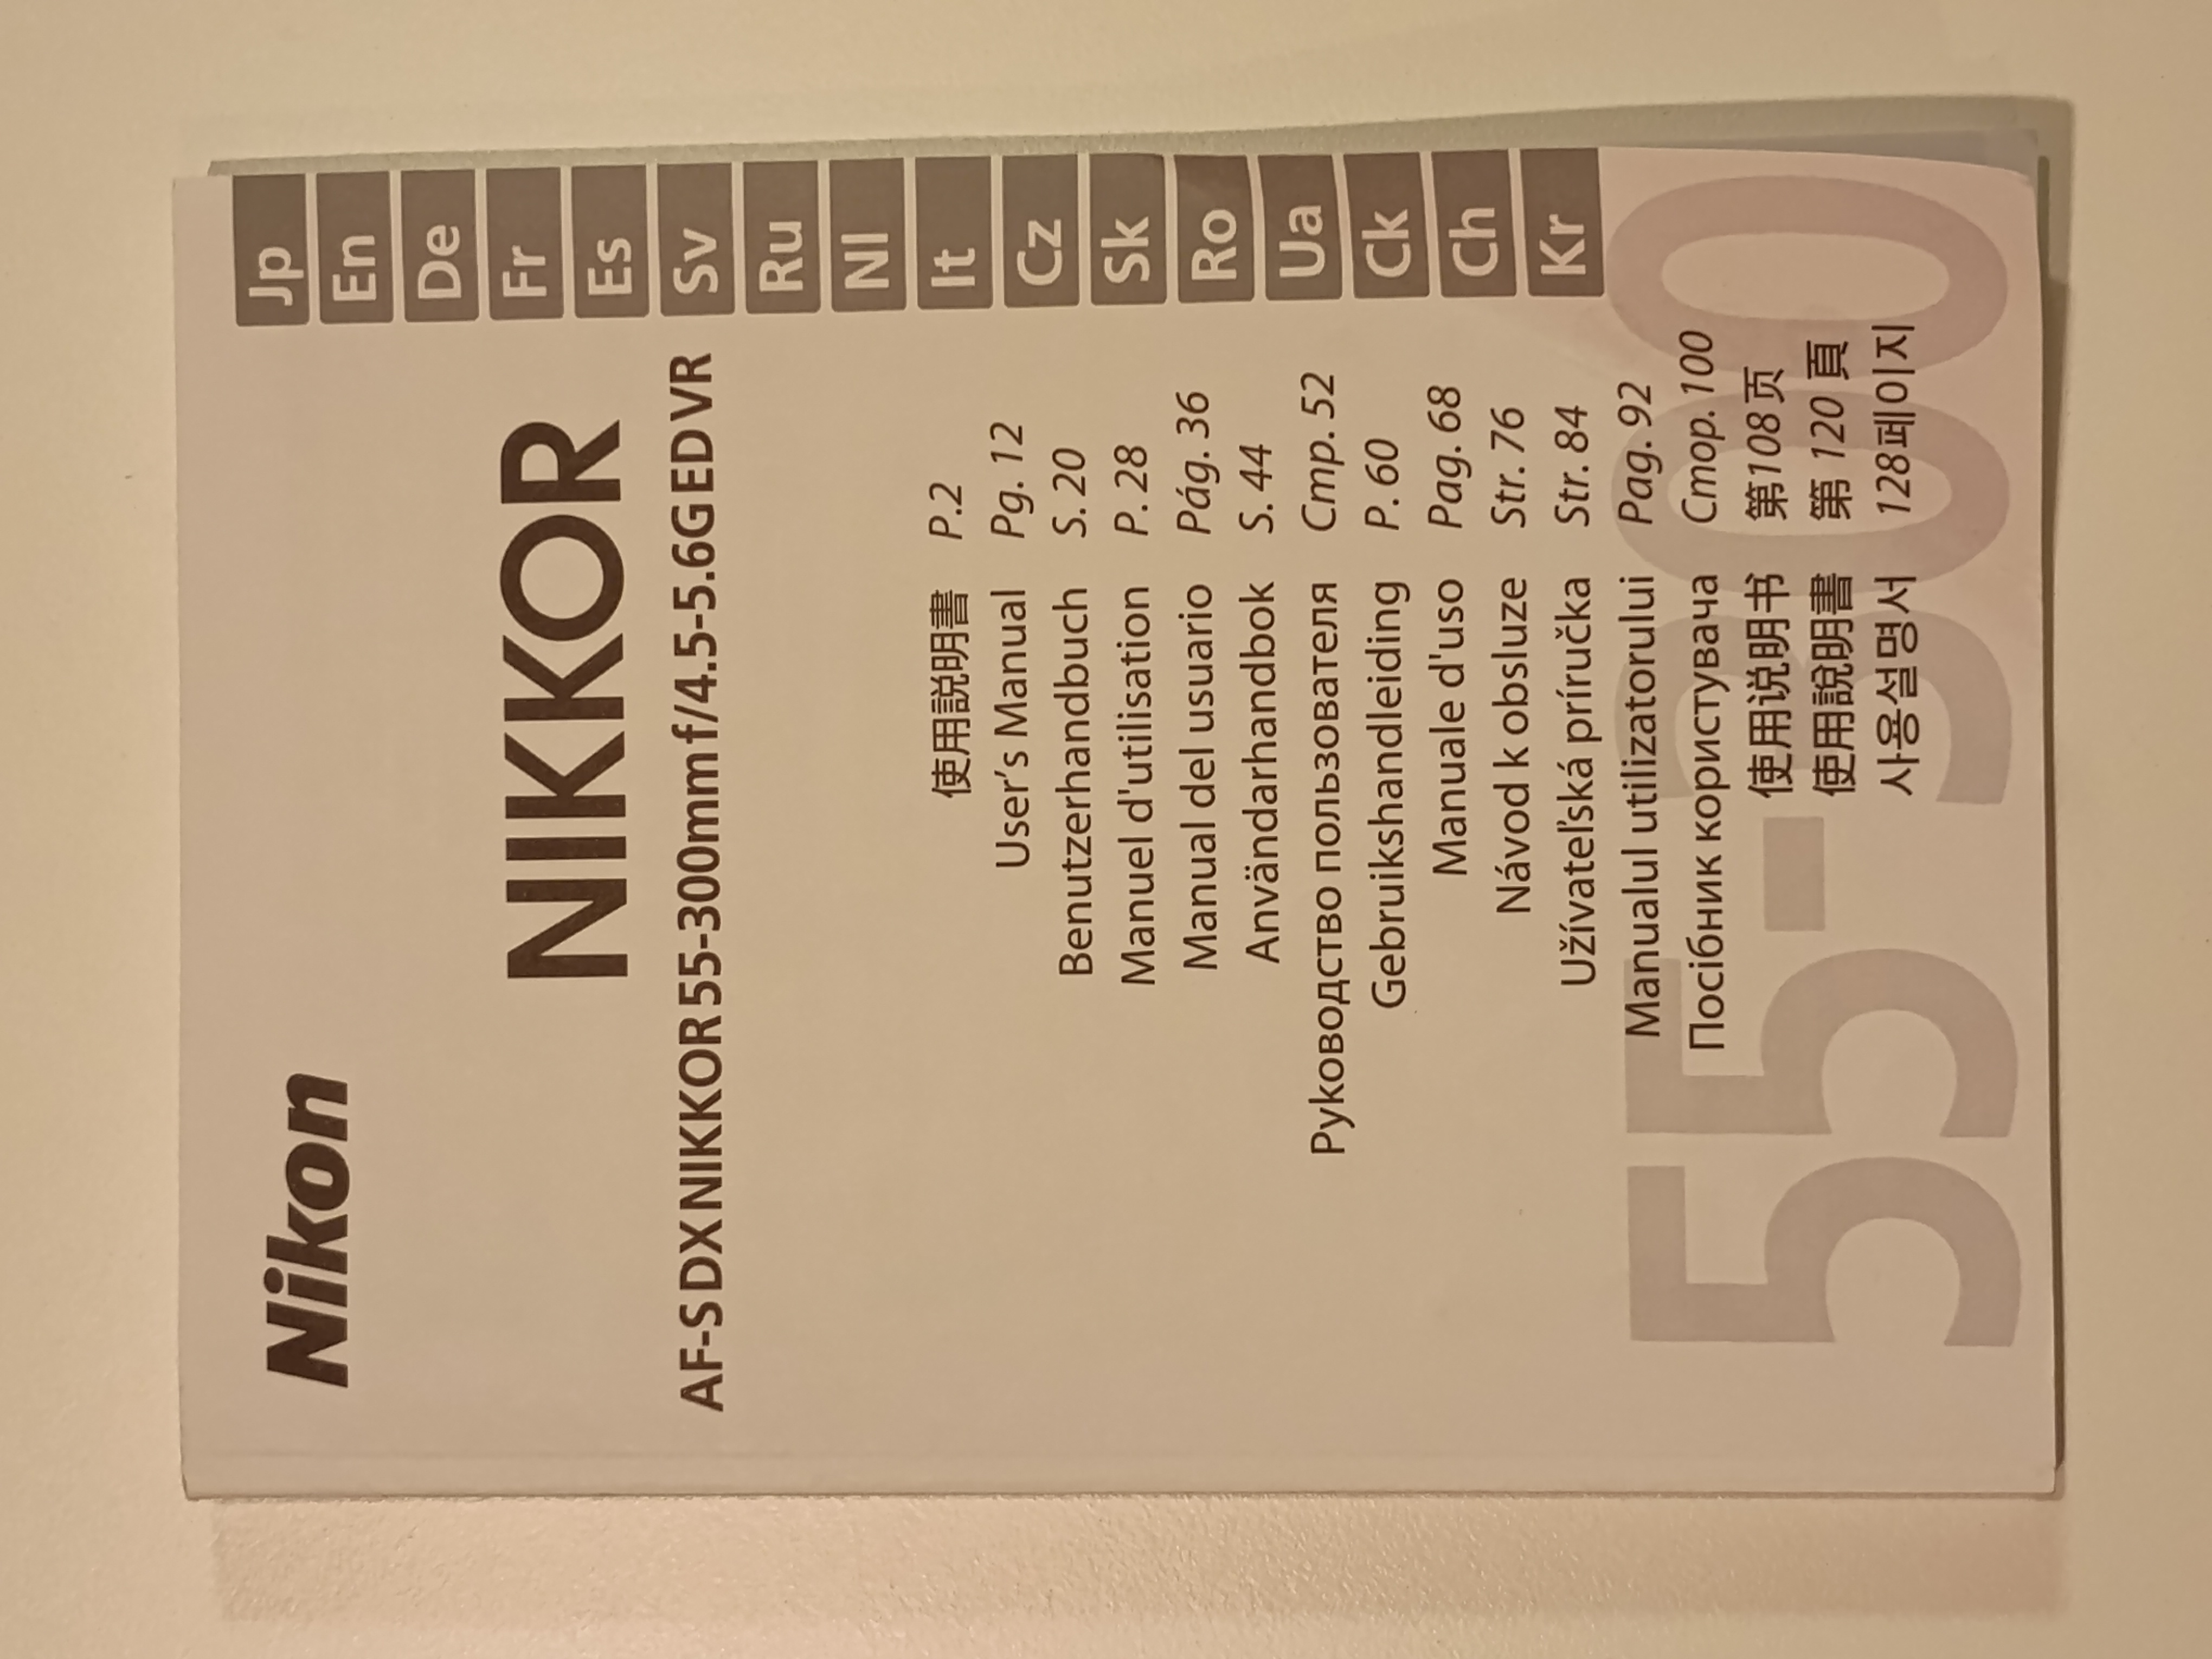 Nikon
NIKKOR
AF-S DX NIKKOR 55-300mm f/4.5-5.6G ED VR
使用説明書 P.2
User's Manual Pg. 12
Benutzerhandbuch S. 20
Manuel d'utilisation P. 28
Manual del usuario Pág. 36
Användarhandbok S. 44
Руководство пользователя Стр. 52
Gebruikshandleiding P. 60
Manuale d'uso Pag. 68
Návod k obsluze Str. 76
Užívateľská príručka Str. 84
Manualul utilizatorului Pag. 92
Посібник користувача Стор. 100
使用说明书 第108页
使用說明書 第 120 頁
사용설명서 128페이지
55-300
Jp
En
De
Fr
Es
Sv
Ru
Nl
It
Cz
Sk
Ro
Ua
Ck
Ch
Kr